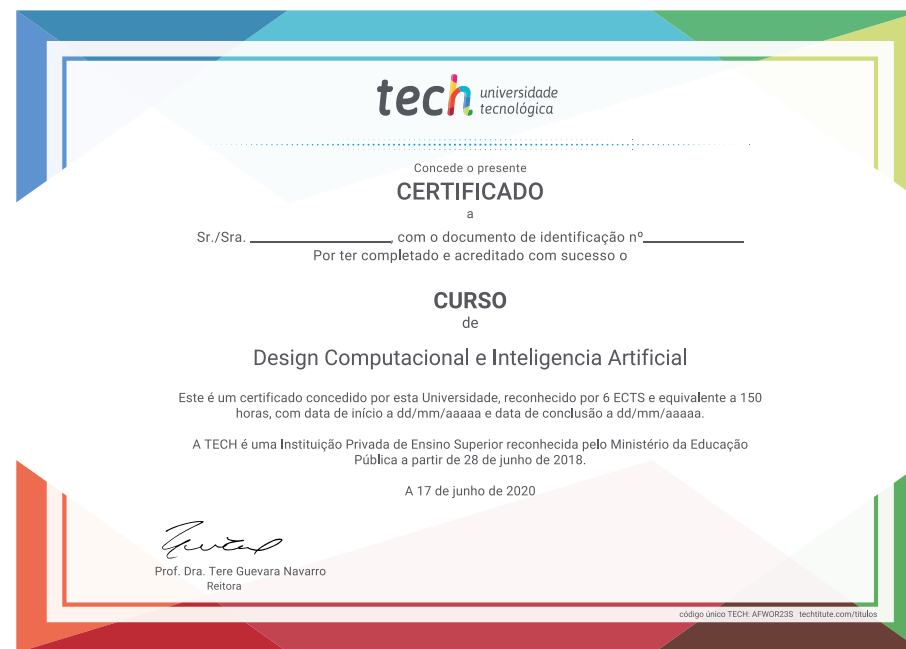 tech universidade
tecnológica
Concede o presente
CERTIFICADO
a
Sr./Sra. ____________, com o documento de identificação nº____________
Por ter completado e acreditado com sucesso o
CURSO
de
Design Computacional e Inteligencia Artificial
Este é um certificado concedido por esta Universidade, reconhecido por 6 ECTS e equivalente a 150
horas, com data de início a dd/mm/aaaaa e data de conclusão a dd/mm/aaaaa.
A TECH é uma Instituição Privada de Ensino Superior reconhecida pelo Ministério da Educação
Pública a partir de 28 de junho de 2018.
A 17 de junho de 2020
Prof. Dra. Tere Guevara Navarro
Reitora
código único TECH: AFWOR23S techtitute.com/titulos